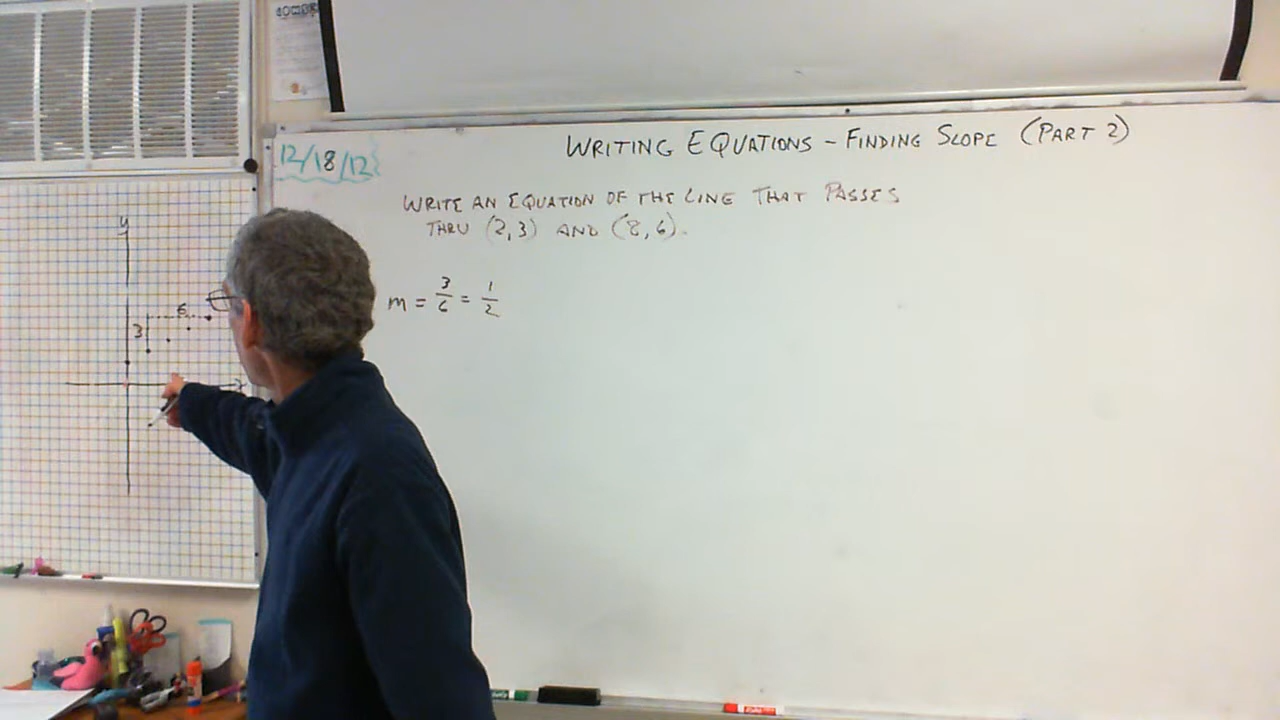 WRITING EQUATIONS - FINDING SLOPE (PART 2)
12/18/12
WRITE AN EQUATION OF THE LINE THAT PASSES
THRU (2,3) AND (8,6).
m = 3/6 = 1/2
y
6
3
x